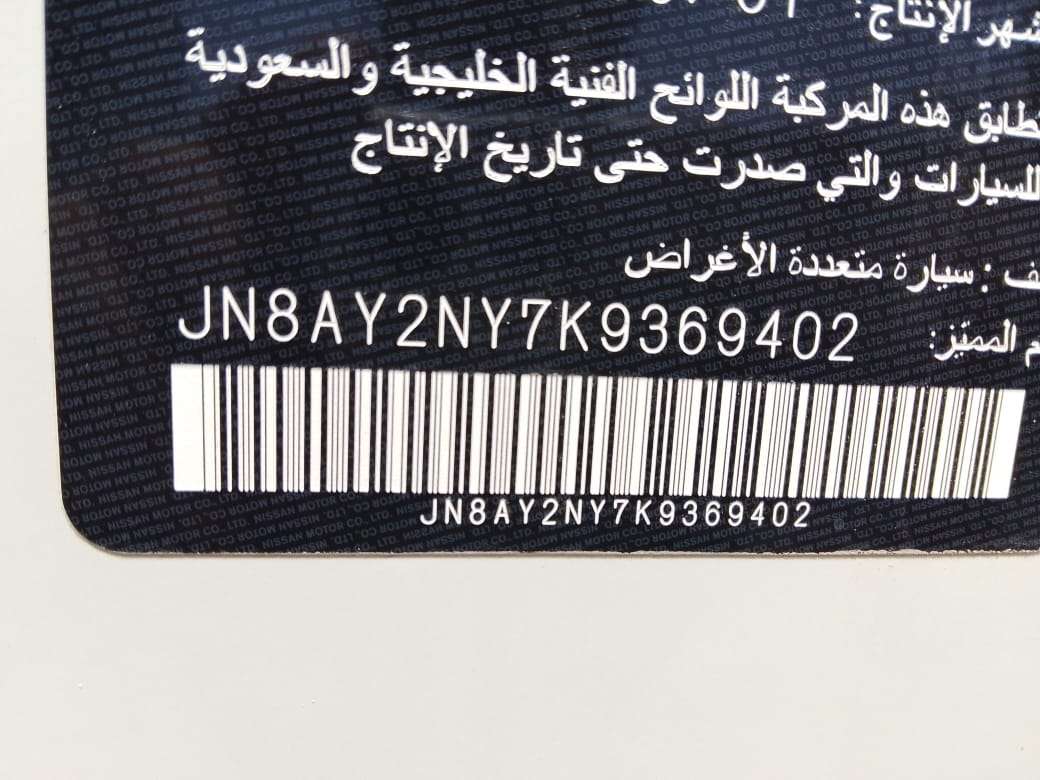 شهر الإنتاج:
تطابق هذه المركبة اللوائح الفنية الخليجية والسعودية
للسيارات والتي صدرت حتى تاريخ الإنتاج
: سيارة متعددة الأغراض
المميّز: JN8AY2NY7K9369402
JN8AY2NY7K9369402